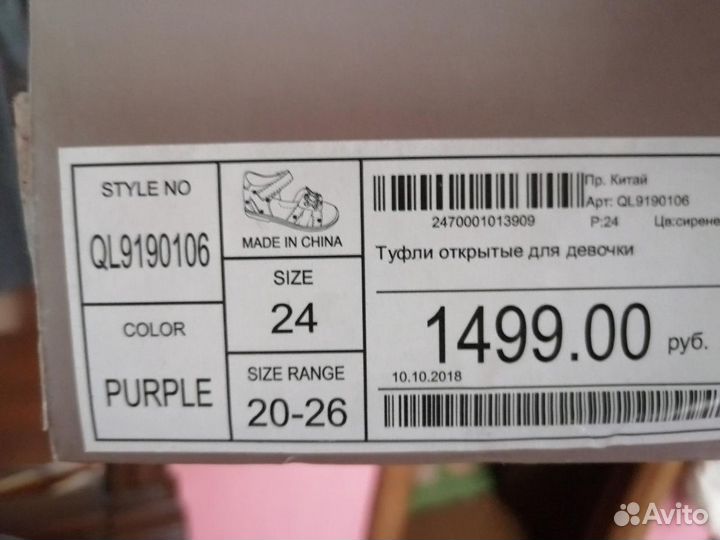 STYLE NO
QL9190106
COLOR
PURPLE
MADE IN CHINA
SIZE
24
SIZE RANGE
20-26
Пр. Китай
Арт: QL9190106
2470001013909
Р:24 Цв:сирене
Туфли открытые для девочки
1499.00 руб.
10.10.2018
Avito